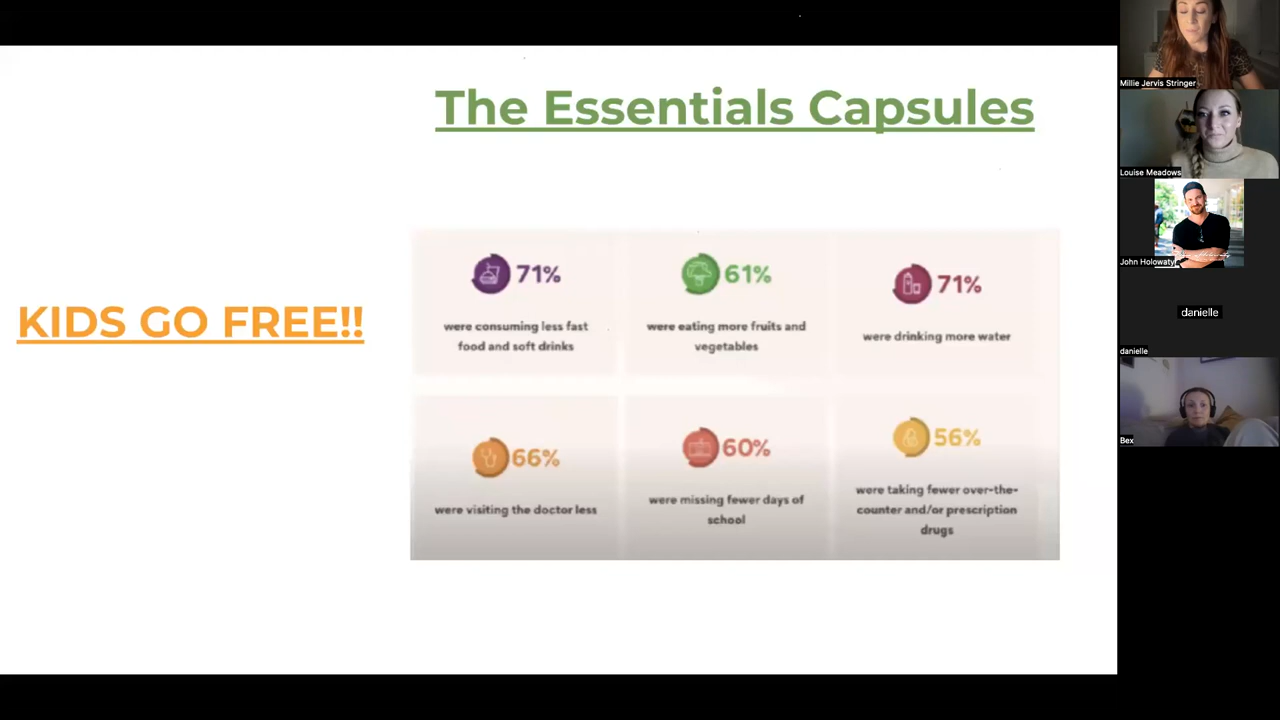 The Essentials Capsules
KIDS GO FREE!!
71%
were consuming less fast
food and soft drinks
61%
were eating more fruits and
vegetables
71%
were drinking more water
66%
were visiting the doctor less
60%
were missing fewer days of
school
56%
were taking fewer over-the-
counter and/or prescription
drugs
Millie Jervis Stringer
Louise Meadows
John Holowaty
danielle
danielle
Bex